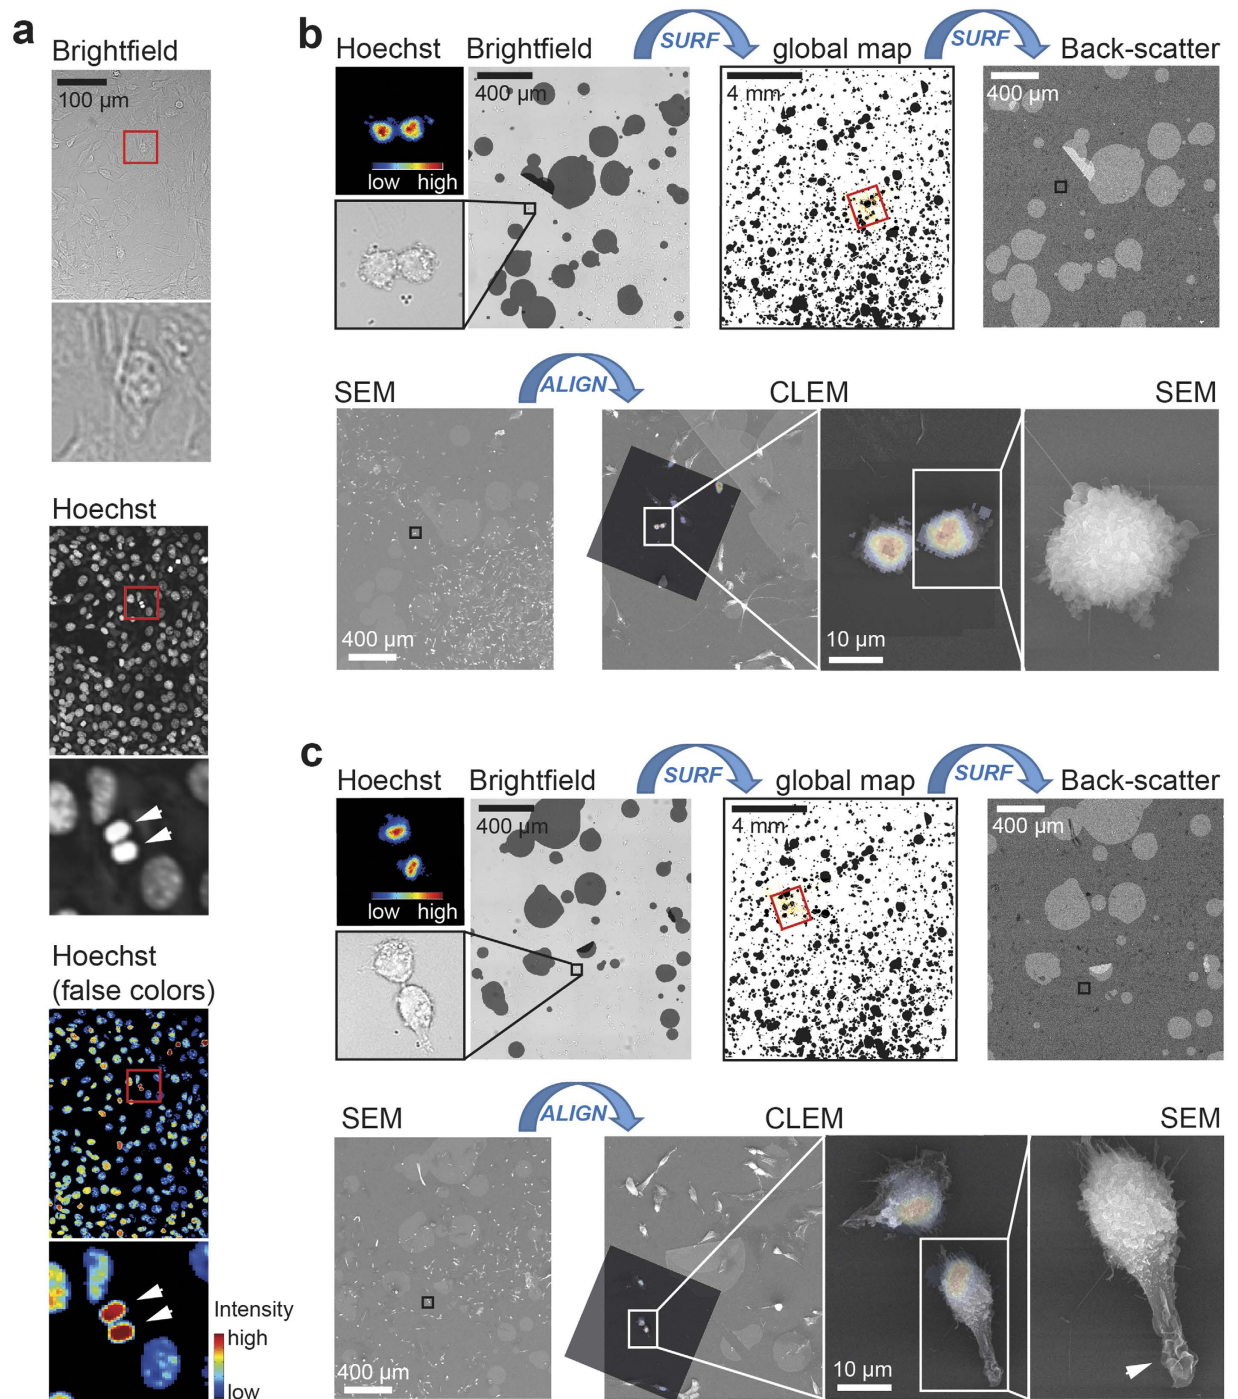 a
Brightfield
100 µm
Hoechst
Hoechst
(false colors)
Intensity
high
low
b
Hoechst
Brightfield
SURF
global map
SURF
Back-scatter
low
high
400 µm
4 mm
400 µm
SEM
ALIGN
CLEM
SEM
400 µm
10 µm
c
Hoechst
Brightfield
SURF
global map
SURF
Back-scatter
low
high
400 µm
4 mm
400 µm
SEM
ALIGN
CLEM
SEM
400 µm
10 µm